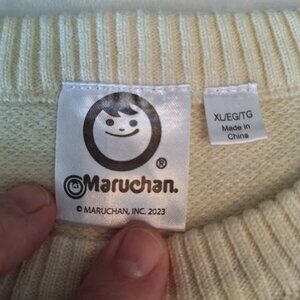 ®
Maruchan.
© MARUCHAN, INC. 2023
XL/EG/TG
Made in
China